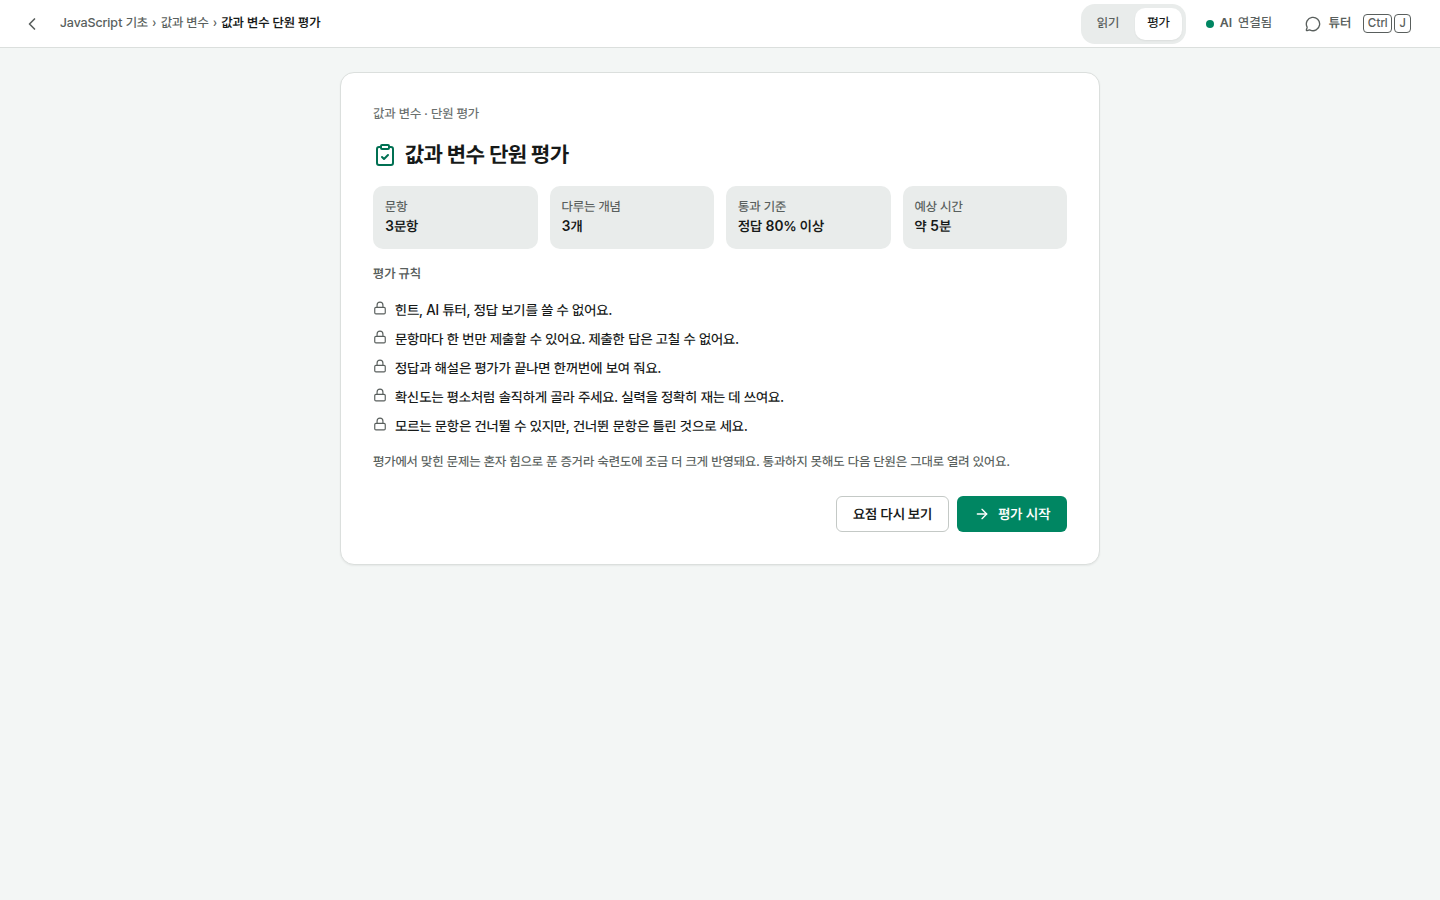 JavaScript 기초 › 값과 변수 › 값과 변수 단원 평가
읽기 평가 AI 연결됨 튜터 Ctrl J
값과 변수 · 단원 평가
값과 변수 단원 평가
문항
3문항
다루는 개념
3개
통과 기준
정답 80% 이상
예상 시간
약 5분
평가 규칙
힌트, AI 튜터, 정답 보기를 쓸 수 없어요.
문항마다 한 번만 제출할 수 있어요. 제출한 답은 고칠 수 없어요.
정답과 해설은 평가가 끝나면 한꺼번에 보여 줘요.
확신도는 평소처럼 솔직하게 골라 주세요. 실력을 정확히 재는 데 쓰여요.
모르는 문항은 건너뛸 수 있지만, 건너뛴 문항은 틀린 것으로 세요.
평가에서 맞힌 문제는 혼자 힘으로 푼 증거라 숙련도에 조금 더 크게 반영돼요. 통과하지 못해도 다음 단원은 그대로 열려 있어요.
요점 다시 보기 평가 시작